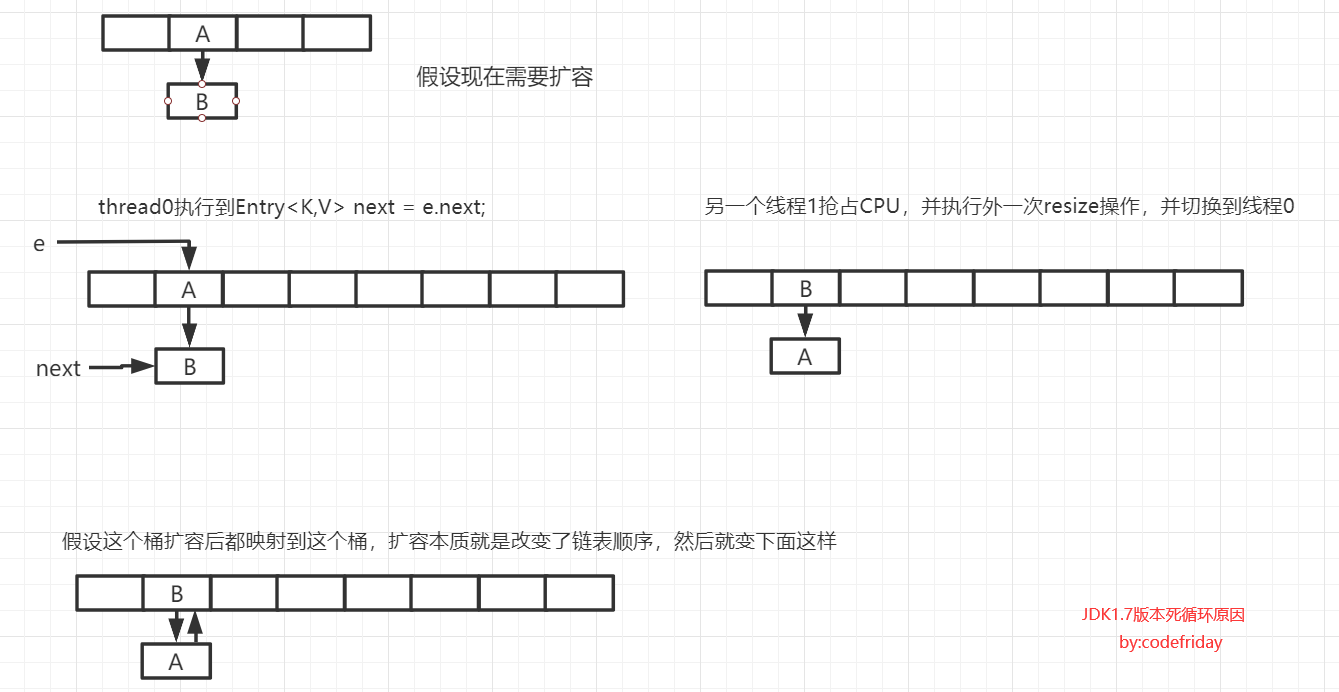 A
B
假设现在需要扩容
thread0执行到Entry<K,V> next = e.next;
另一个线程1抢占CPU，并执行外一次resize操作，并切换到线程0
e
A
B
B
next
A
假设这个桶扩容后都映射到这个桶，扩容本质就是改变了链表顺序，然后就变下面这样
B
A
JDK1.7版本死循环原因
by:codefriday